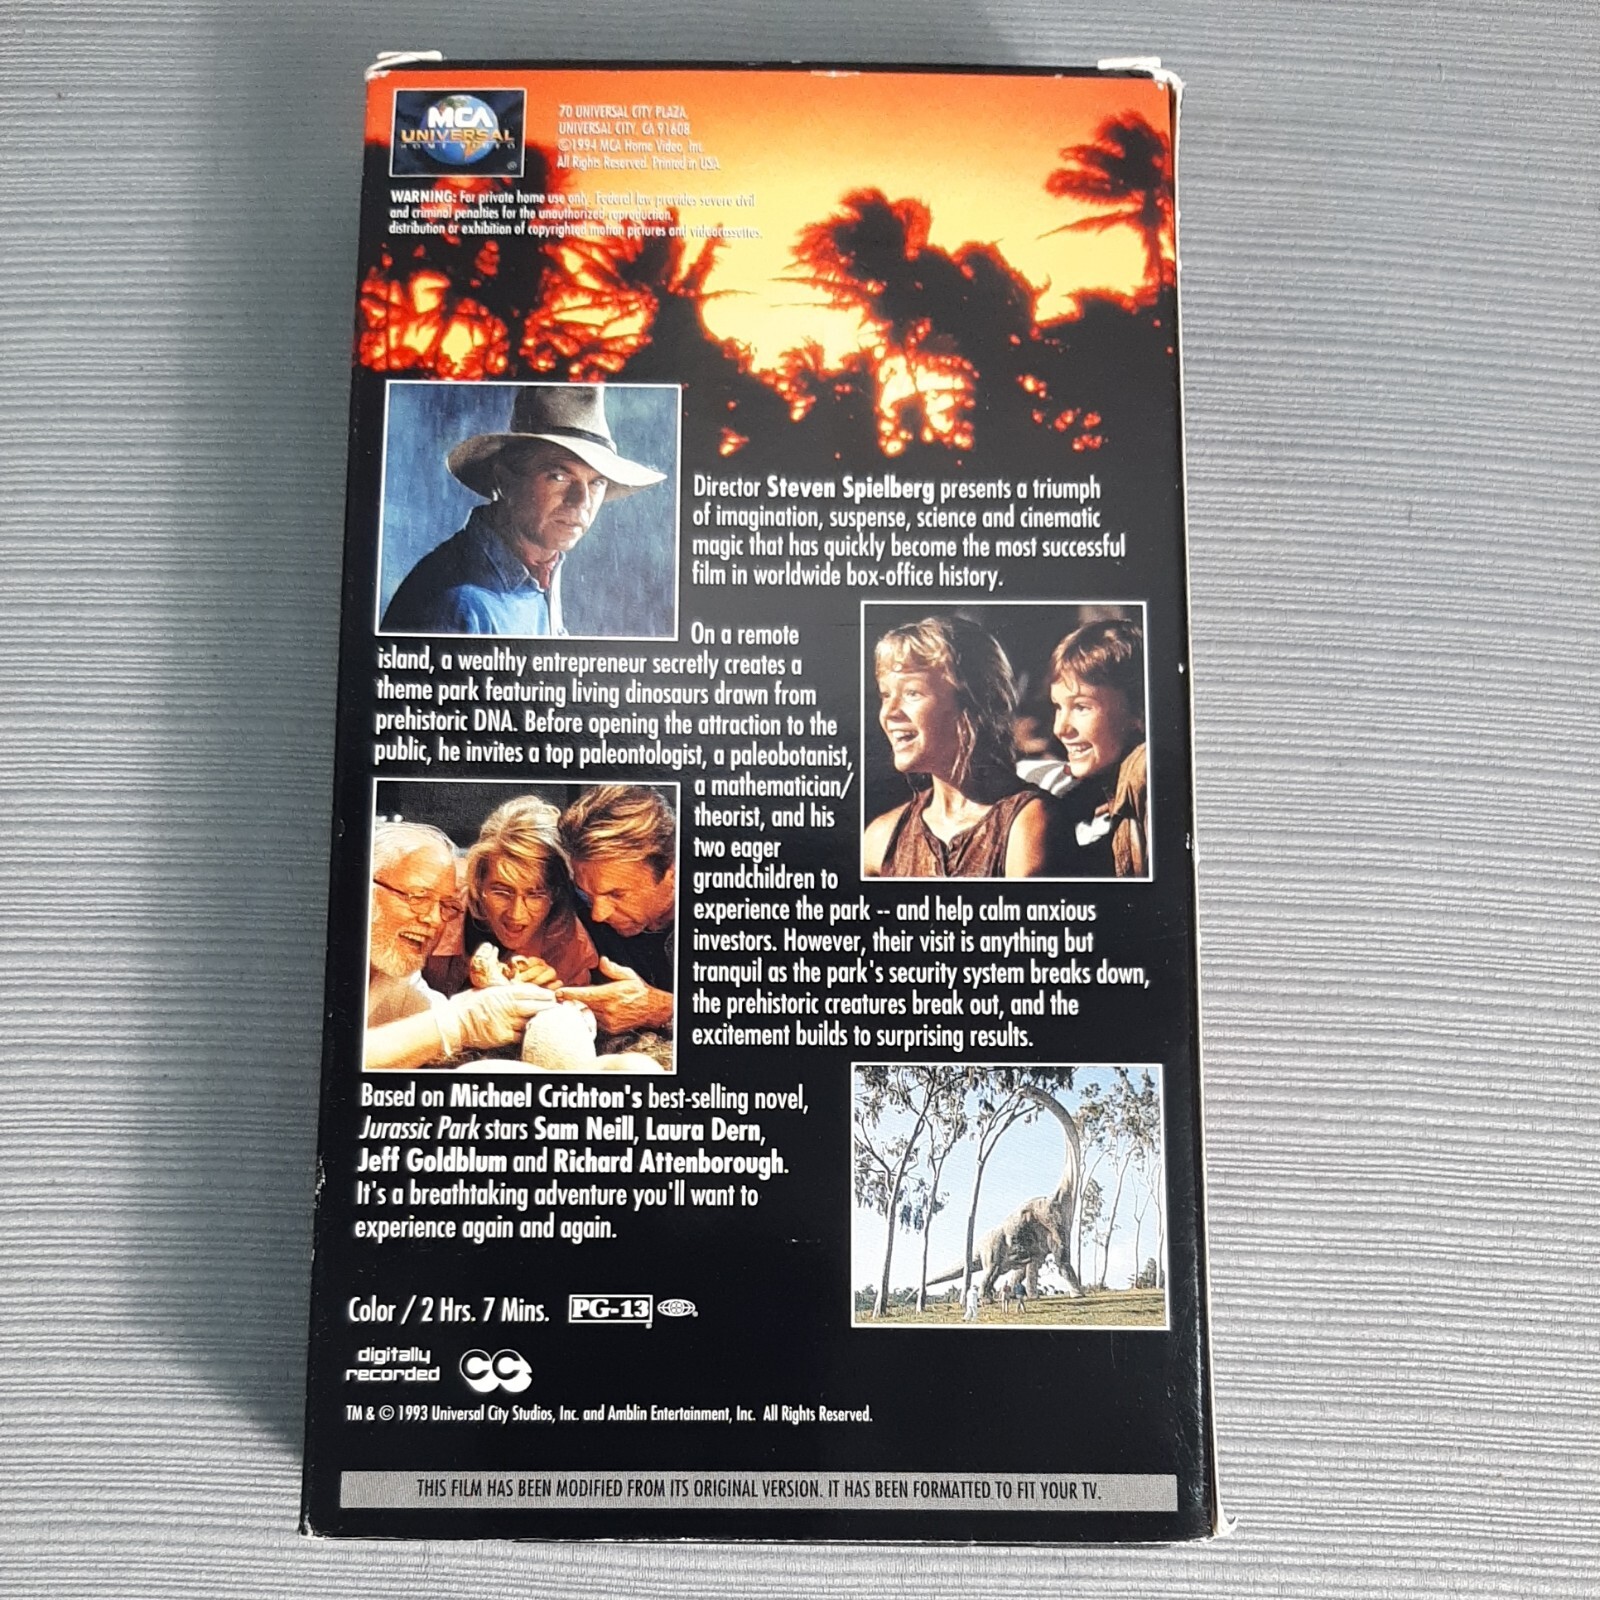 MCA
UNIVERSAL
HOME VIDEO
70 UNIVERSAL CITY PLAZA,
UNIVERSAL CITY, CA 91608
©1994 MCA Home Video, Inc.
All Rights Reserved. Printed in USA
WARNING: For private home use only. Federal law provides severe civil
and criminal penalties for the unauthorized reproduction,
distribution or exhibition of copyrighted motion pictures and videocassettes.
Director Steven Spielberg presents a triumph
of imagination, suspense, science and cinematic
magic that has quickly become the most successful
film in worldwide box-office history.
On a remote
island, a wealthy entrepreneur secretly creates a
theme park featuring living dinosaurs drawn from
prehistoric DNA. Before opening the attraction to the
public, he invites a top paleontologist, a paleobotanist,
a mathematician/
theorist, and his
two eager
grandchildren to
experience the park -- and help calm anxious
investors. However, their visit is anything but
tranquil as the park's security system breaks down,
the prehistoric creatures break out, and the
excitement builds to surprising results.
Based on Michael Crichton's best-selling novel,
Jurassic Park stars Sam Neill, Laura Dern,
Jeff Goldblum and Richard Attenborough.
It's a breathtaking adventure you'll want to
experience again and again.
Color / 2 Hrs. 7 Mins. PG-13 ®
digitally
recorded CC
TM & © 1993 Universal City Studios, Inc. and Amblin Entertainment, Inc. All Rights Reserved.
THIS FILM HAS BEEN MODIFIED FROM ITS ORIGINAL VERSION. IT HAS BEEN FORMATTED TO FIT YOUR TV.